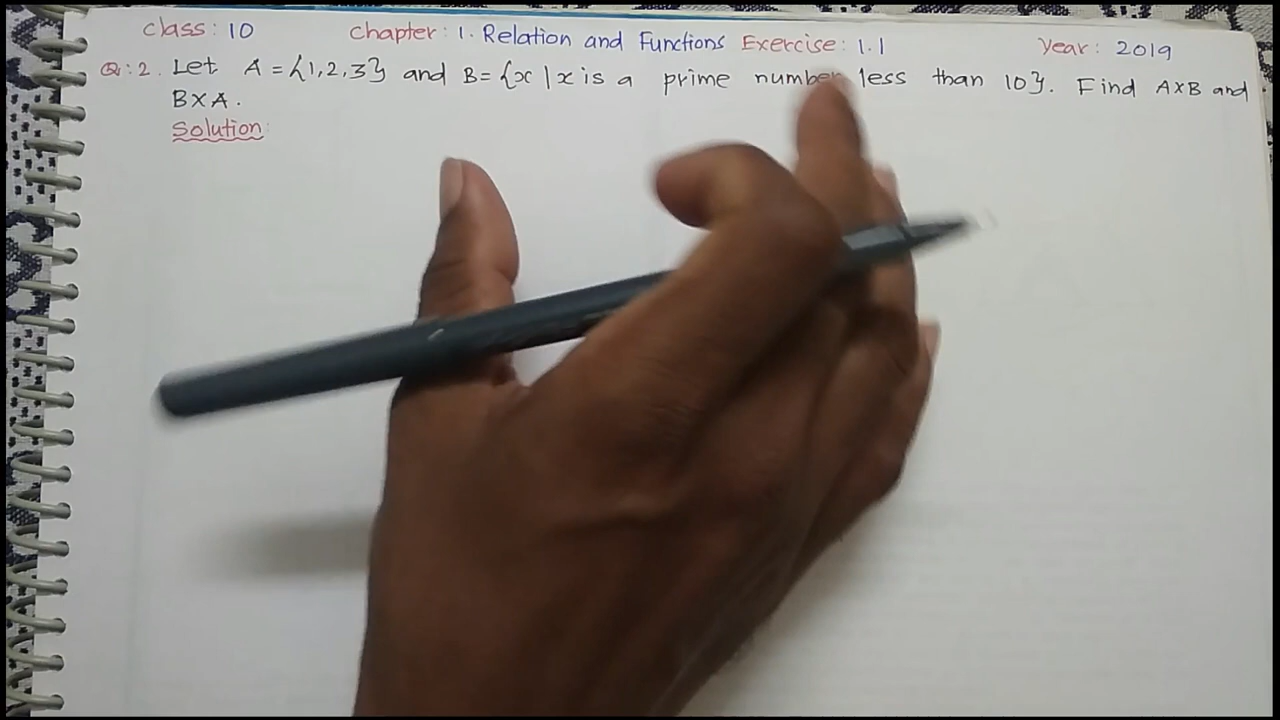 Class: 10 Chapter: 1. Relation and Functions Exercise: 1.1 Year: 2019
Q:2. Let A = {1,2,3} and B = {x | x is a prime number less than 10}. Find A×B and
B×A.
Solution: